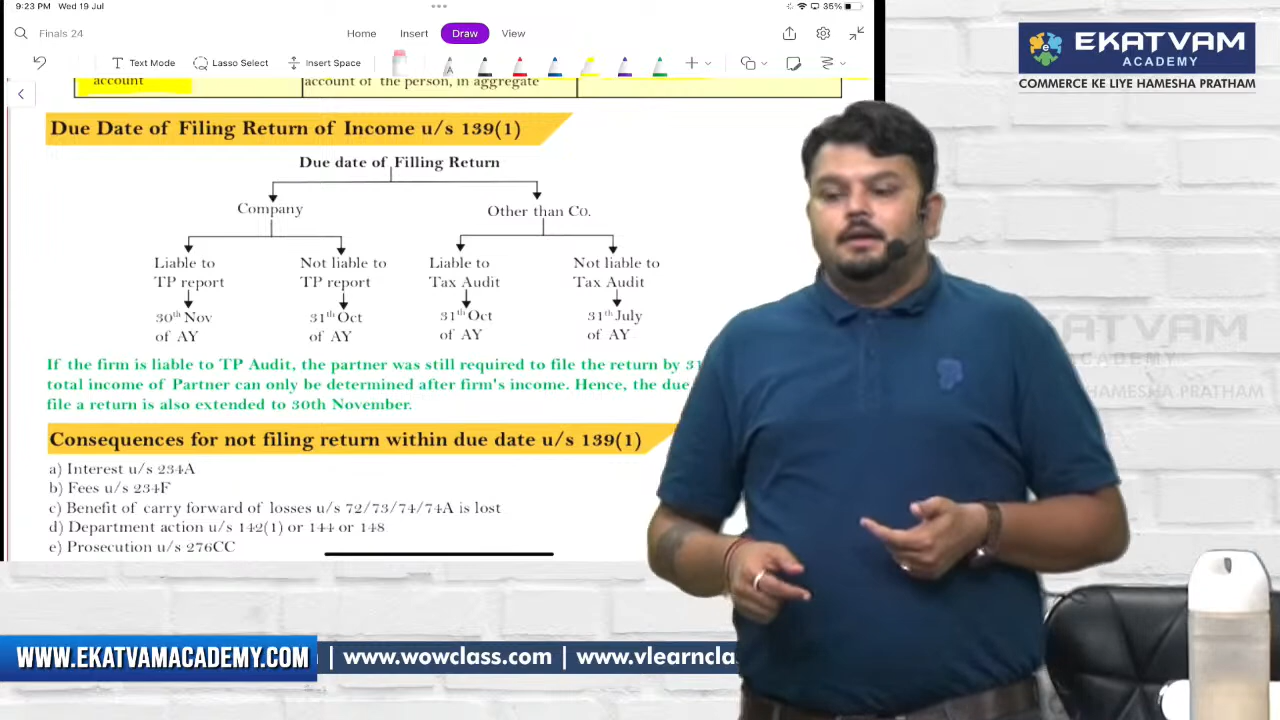 9:23 PM Wed 19 Jul
35%
Finals 24
Home
Insert
Draw
View
Text Mode
Lasso Select
Insert Space
account
account of the person, in aggregate
Due Date of Filing Return of Income u/s 139(1)
Due date of Filling Return
Company
Other than Co.
Liable to
TP report
Not liable to
TP report
Liable to
Tax Audit
Not liable to
Tax Audit
30th Nov
of AY
31th Oct
of AY
31th Oct
of AY
31th July
of AY
If the firm is liable to TP Audit, the partner was still required to file the return by
total income of Partner can only be determined after firm's income. Hence, the due
file a return is also extended to 30th November.
Consequences for not filing return within due date u/s 139(1)
a) Interest u/s 234A
b) Fees u/s 234F
c) Benefit of carry forward of losses u/s 72/73/74/74A is lost
d) Department action u/s 142(1) or 144 or 148
e) Prosecution u/s 276CC
EKATVAM
ACADEMY
COMMERCE KE LIYE HAMESHA PRATHAM
KATVAM
ACADEMY
HAMESHA PRATHAM
WWW.EKATVAMACADEMY.COM
| www.wowclass.com | www.vlearncla